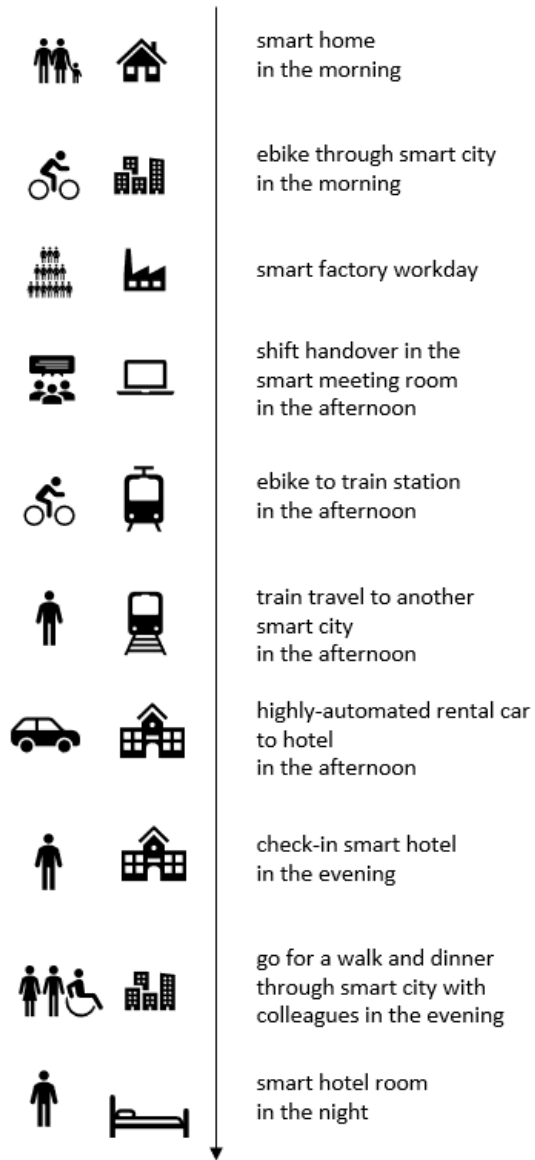 smart home
in the morning
ebike through smart city
in the morning
smart factory workday
shift handover in the
smart meeting room
in the afternoon
ebike to train station
in the afternoon
train travel to another
smart city
in the afternoon
highly-automated rental car
to hotel
in the afternoon
check-in smart hotel
in the evening
go for a walk and dinner
through smart city with
colleagues in the evening
smart hotel room
in the night